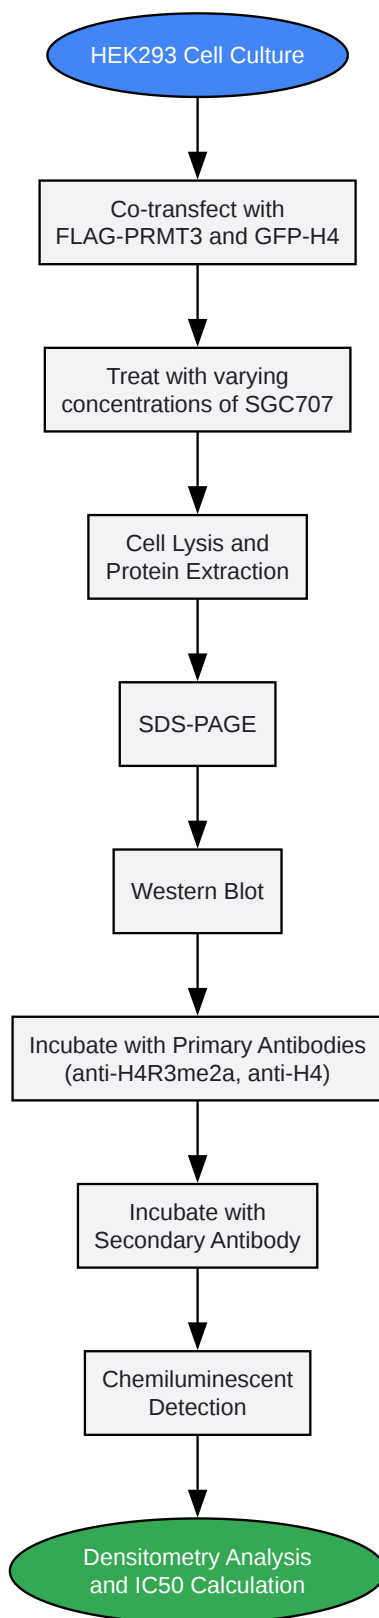 HEK293 Cell Culture
Co-transfect with
FLAG-PRMT3 and GFP-H4
Treat with varying
concentrations of SGC707
Cell Lysis and
Protein Extraction
SDS-PAGE
Western Blot
Incubate with Primary Antibodies
(anti-H4R3me2a, anti-H4)
Incubate with
Secondary Antibody
Chemiluminescent
Detection
Densitometry Analysis
and IC50 Calculation